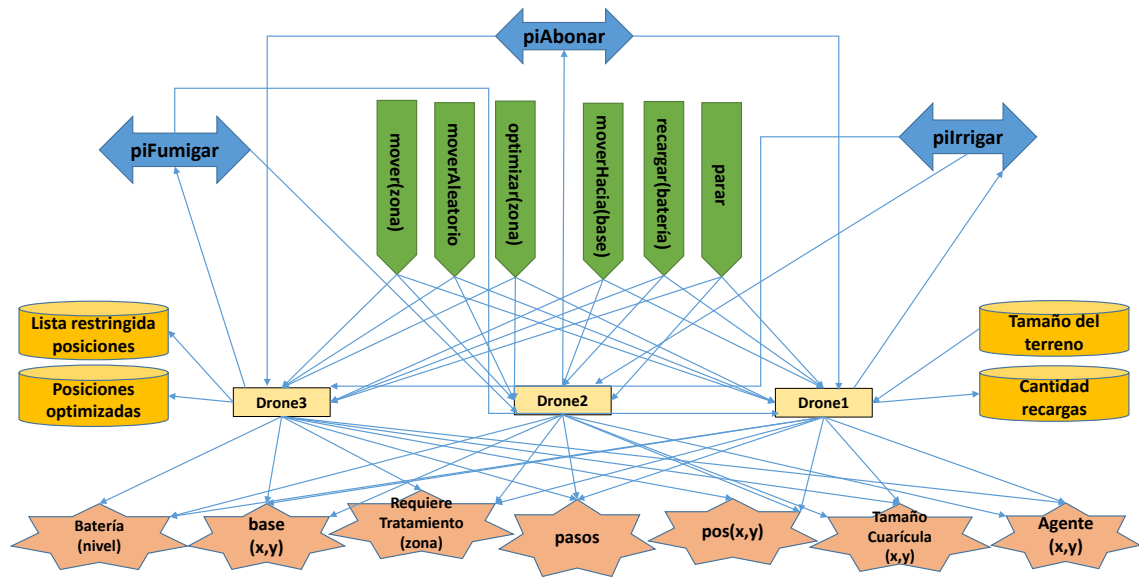 piAbonar
piFumigar
mover(zona)
moverAleatorio
optimizar(zona)
moverHacia(base)
recargar(batería)
parar
piIrrigar
Lista restringida
posiciones
Posiciones
optimizadas
Tamaño del
terreno
Cantidad
recargas
Drone3
Drone2
Drone1
Batería
(nivel)
base
(x,y)
Requiere
Tratamiento
(zona)
pasos
pos(x,y)
Tamaño
Cuarícula
(x,y)
Agente
(x,y)